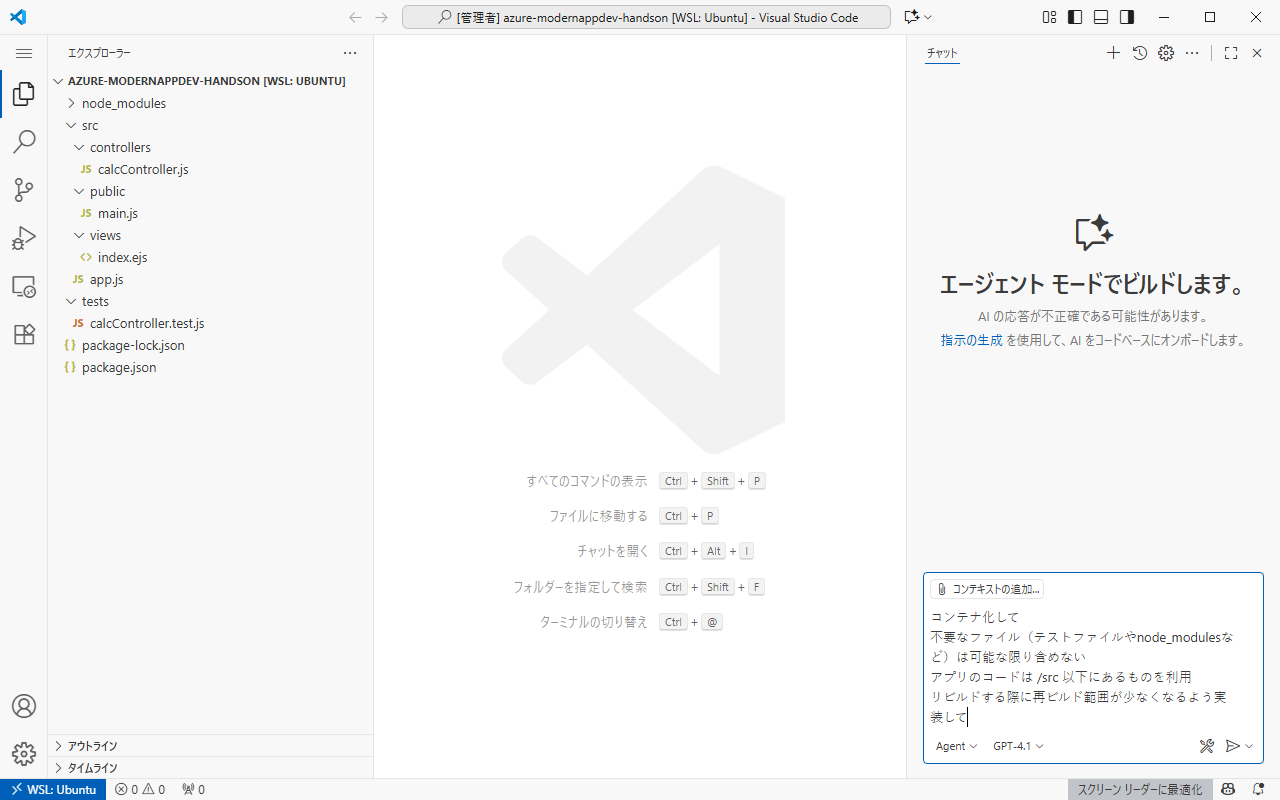 [管理者] azure-modernappdev-handson [WSL: Ubuntu] - Visual Studio Code
エクスプローラー
AZURE-MODERNAPPDEV-HANDSON [WSL: UBUNTU]
node_modules
src
controllers
JS calcController.js
public
JS main.js
views
<> index.ejs
JS app.js
tests
JS calcController.test.js
{} package-lock.json
{} package.json
アウトライン
タイムライン
すべてのコマンドの表示 Ctrl + Shift + P
ファイルに移動する Ctrl + P
チャットを開く Ctrl + Alt + I
フォルダーを指定して検索 Ctrl + Shift + F
ターミナルの切り替え Ctrl + @
チャット
エージェント モードでビルドします。
AI の応答が不正確である可能性があります。
指示の生成 を使用して、AI をコードベースにオンボードします。
コンテキストの追加...
コンテナ化して
不要なファイル（テストファイルやnode_modulesな
ど）は可能な限り含めない
アプリのコードは /src 以下にあるものを利用
リビルドする際に再ビルド範囲が少なくなるよう実
装して
Agent GPT-4.1
WSL: Ubuntu 0 0 0 スクリーン リーダーに最適化